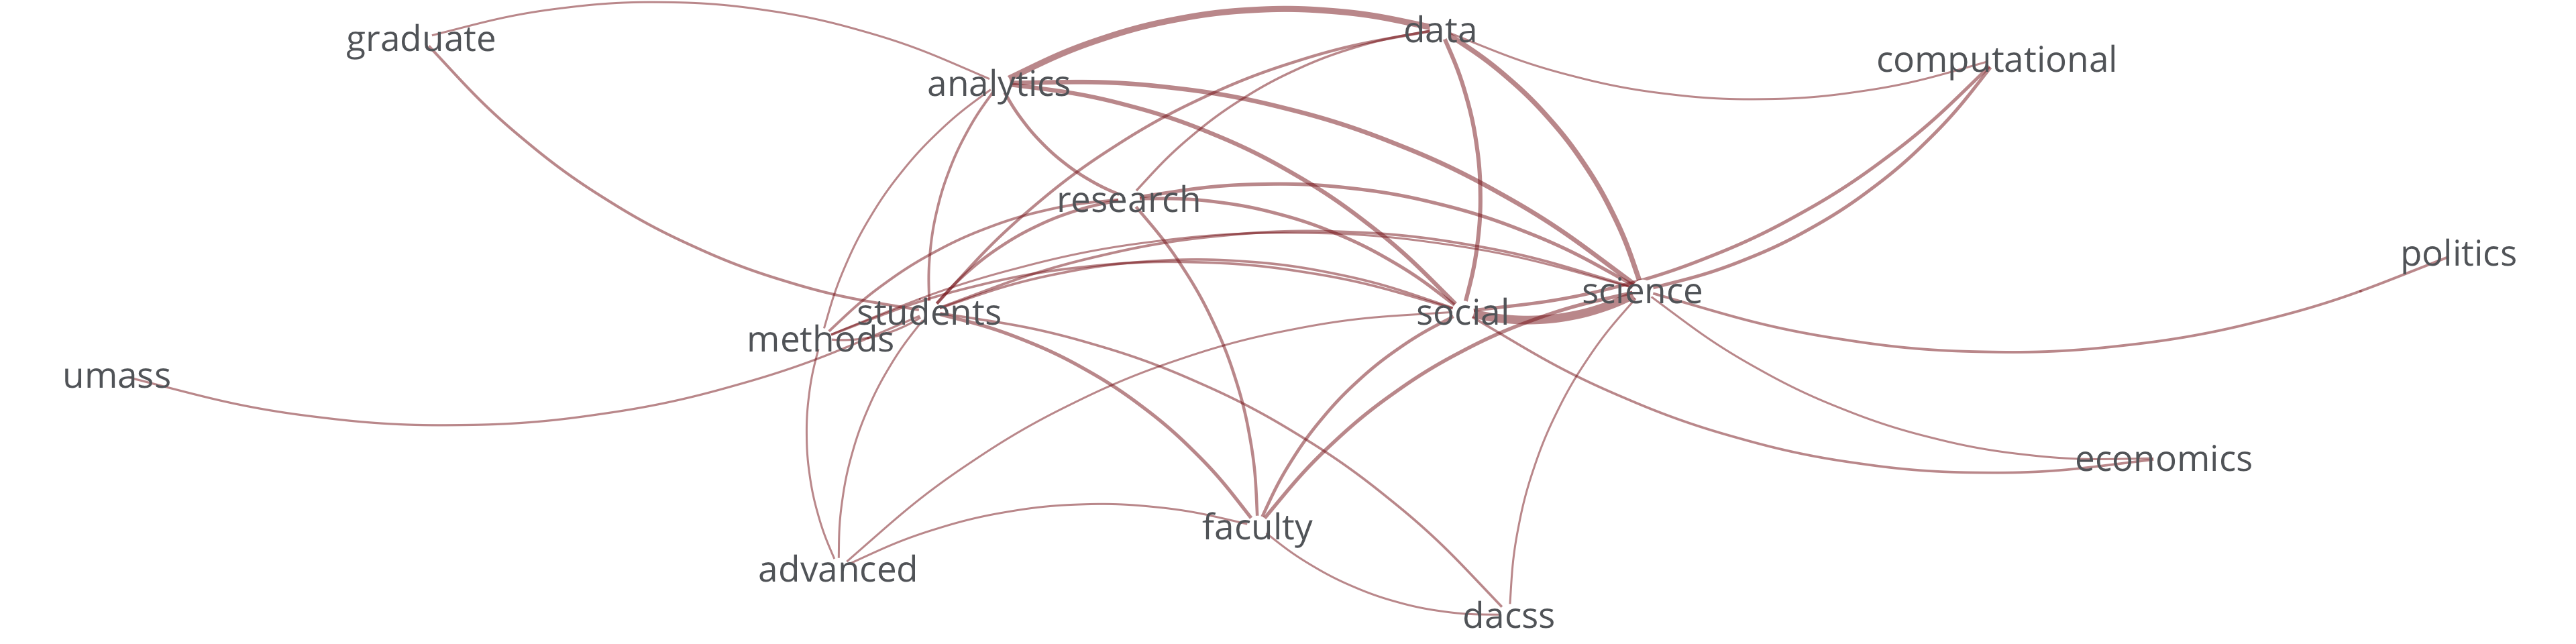 graduate
data
computational
analytics
research
politics
science
students
social
methods
umass
economics
faculty
advanced
dacss